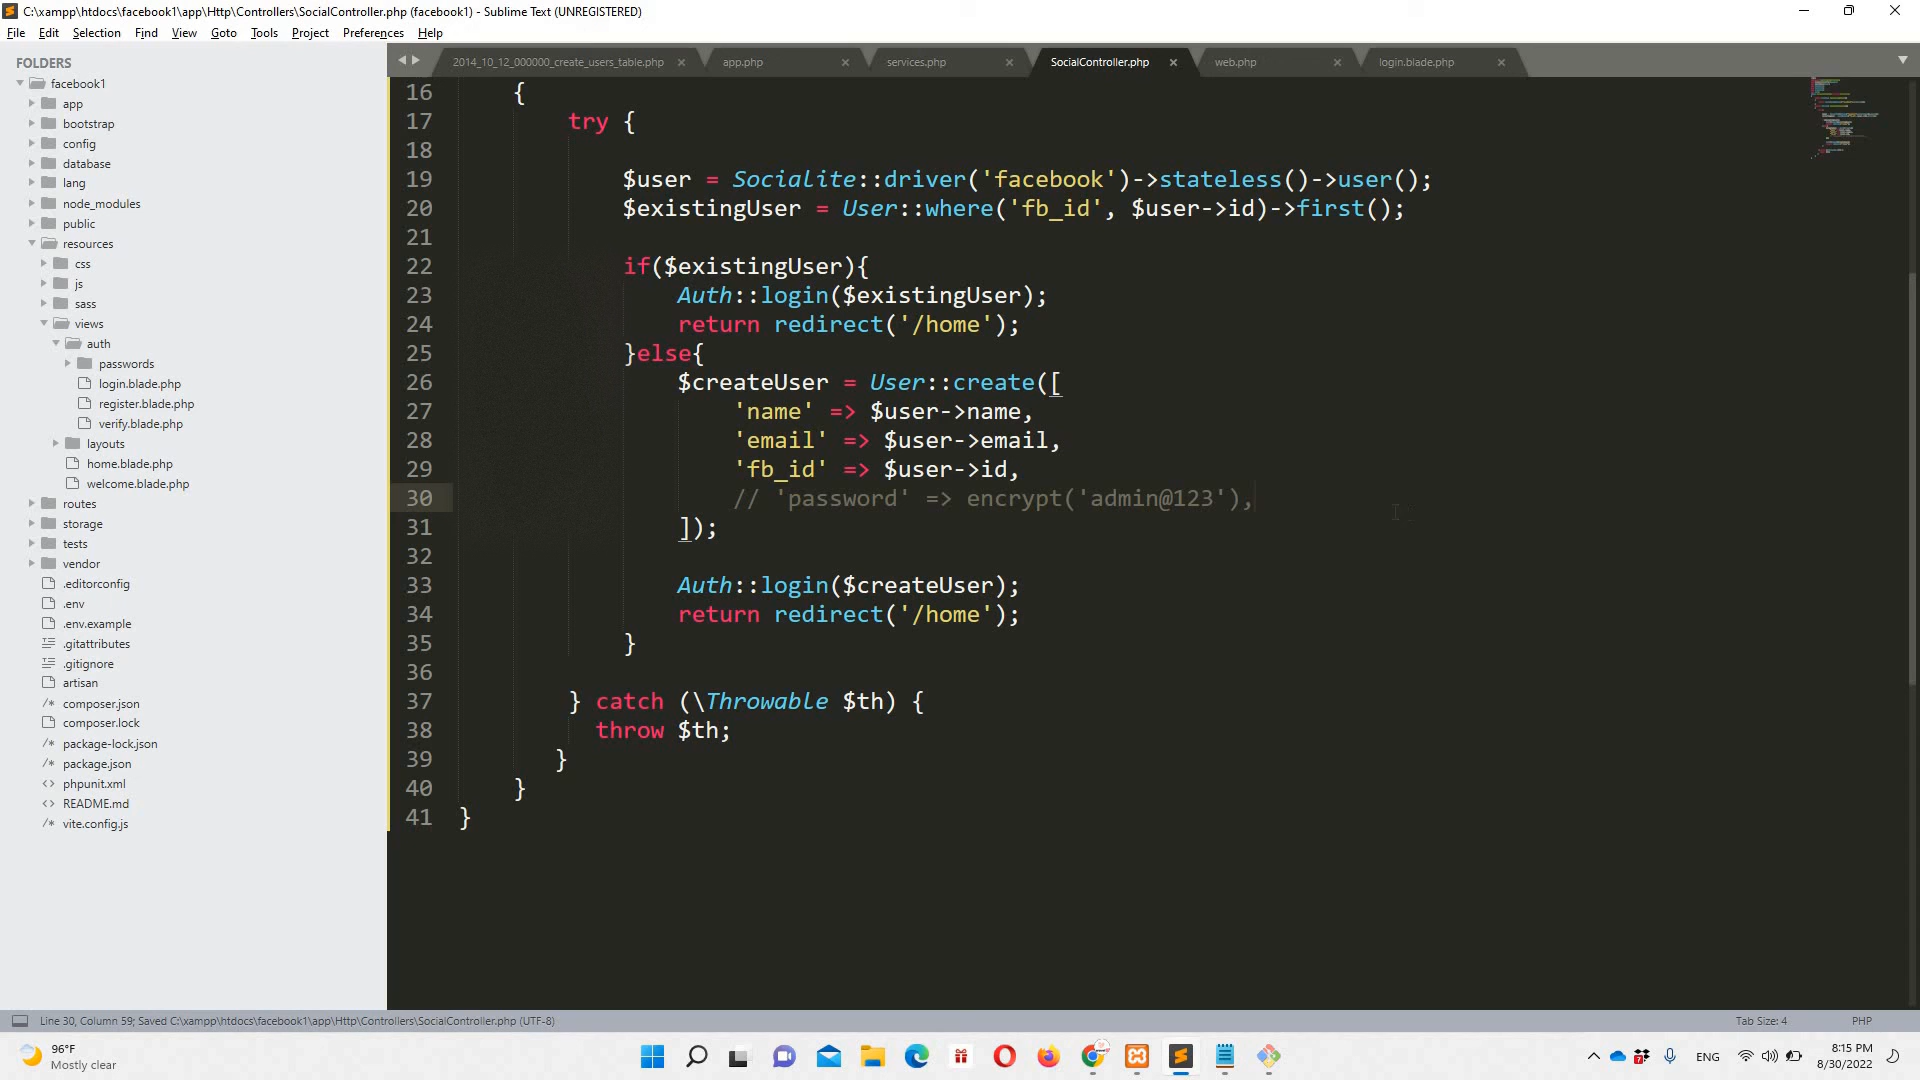 C:\xampp\htdocs\facebook1\app\Http\Controllers\SocialController.php (facebook1) - Sublime Text (UNREGISTERED)
File Edit Selection Find View Goto Tools Project Preferences Help
FOLDERS
facebook1
app
bootstrap
config
database
lang
node_modules
public
resources
css
js
sass
views
auth
passwords
login.blade.php
register.blade.php
verify.blade.php
layouts
home.blade.php
welcome.blade.php
routes
storage
tests
vendor
.editorconfig
.env
.env.example
.gitattributes
.gitignore
artisan
composer.json
composer.lock
package-lock.json
package.json
phpunit.xml
README.md
vite.config.js
2014_10_12_000000_create_users_table.php app.php services.php SocialController.php web.php login.blade.php
16 {
17 try {
18
19 $user = Socialite::driver('facebook')->stateless()->user();
20 $existingUser = User::where('fb_id', $user->id)->first();
21
22 if($existingUser){
23 Auth::login($existingUser);
24 return redirect('/home');
25 }else{
26 $createUser = User::create([
27 'name' => $user->name,
28 'email' => $user->email,
29 'fb_id' => $user->id,
30 // 'password' => encrypt('admin@123'),
31 ]);
32
33 Auth::login($createUser);
34 return redirect('/home');
35 }
36
37 } catch (\Throwable $th) {
38 throw $th;
39 }
40 }
41 }
Line 30, Column 59; Saved C:\xampp\htdocs\facebook1\app\Http\Controllers\SocialController.php (UTF-8) Tab Size: 4 PHP
96°F
Mostly clear
ENG
8:15 PM
8/30/2022